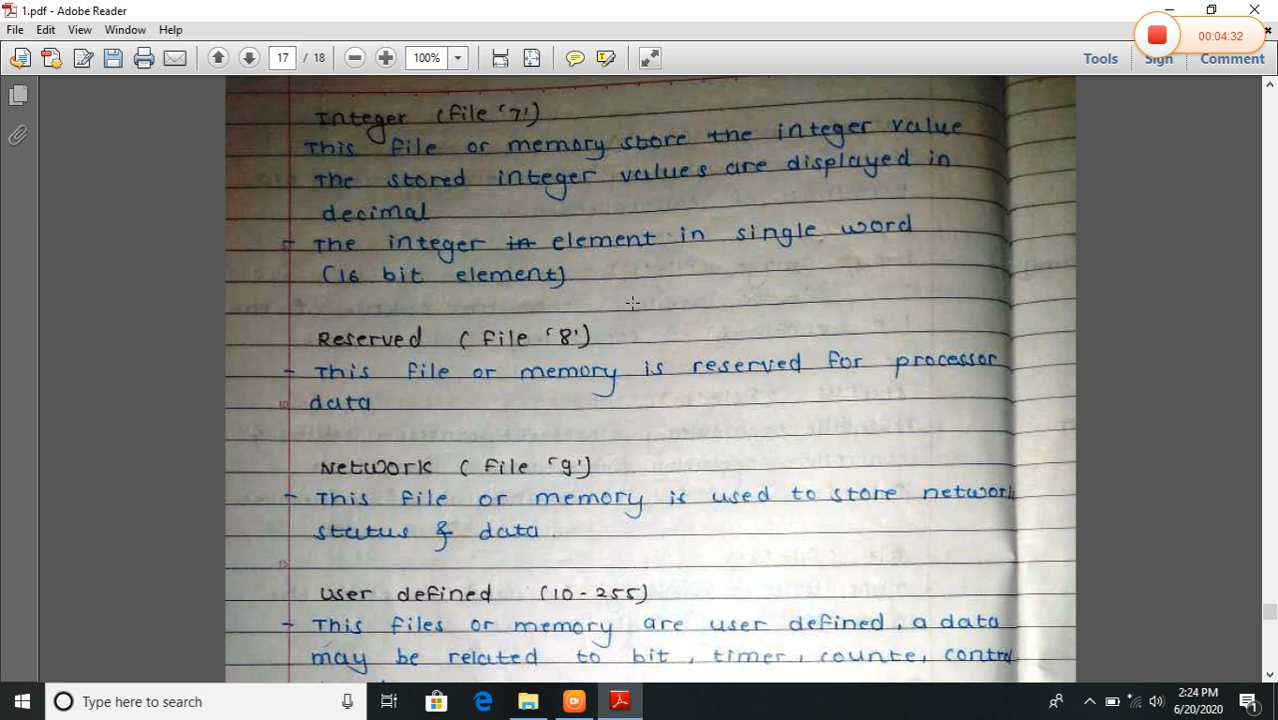 1.pdf - Adobe Reader
File Edit View Window Help
00:04:32
17 / 18 100% Tools Sign Comment
Integer (file '7')
This file or memory store the integer value
The stored integer values are displayed in
decimal
- The integer in element in single word
(16 bit element)
Reserved (file '8')
- This file or memory is reserved for processor
data
Network (file '9')
- This file or memory is used to store network
status & data.
User defined (10-255)
- This files or memory are user defined, a data
may be related to bit, timer, counte, control
Type here to search
2:24 PM
6/20/2020
1